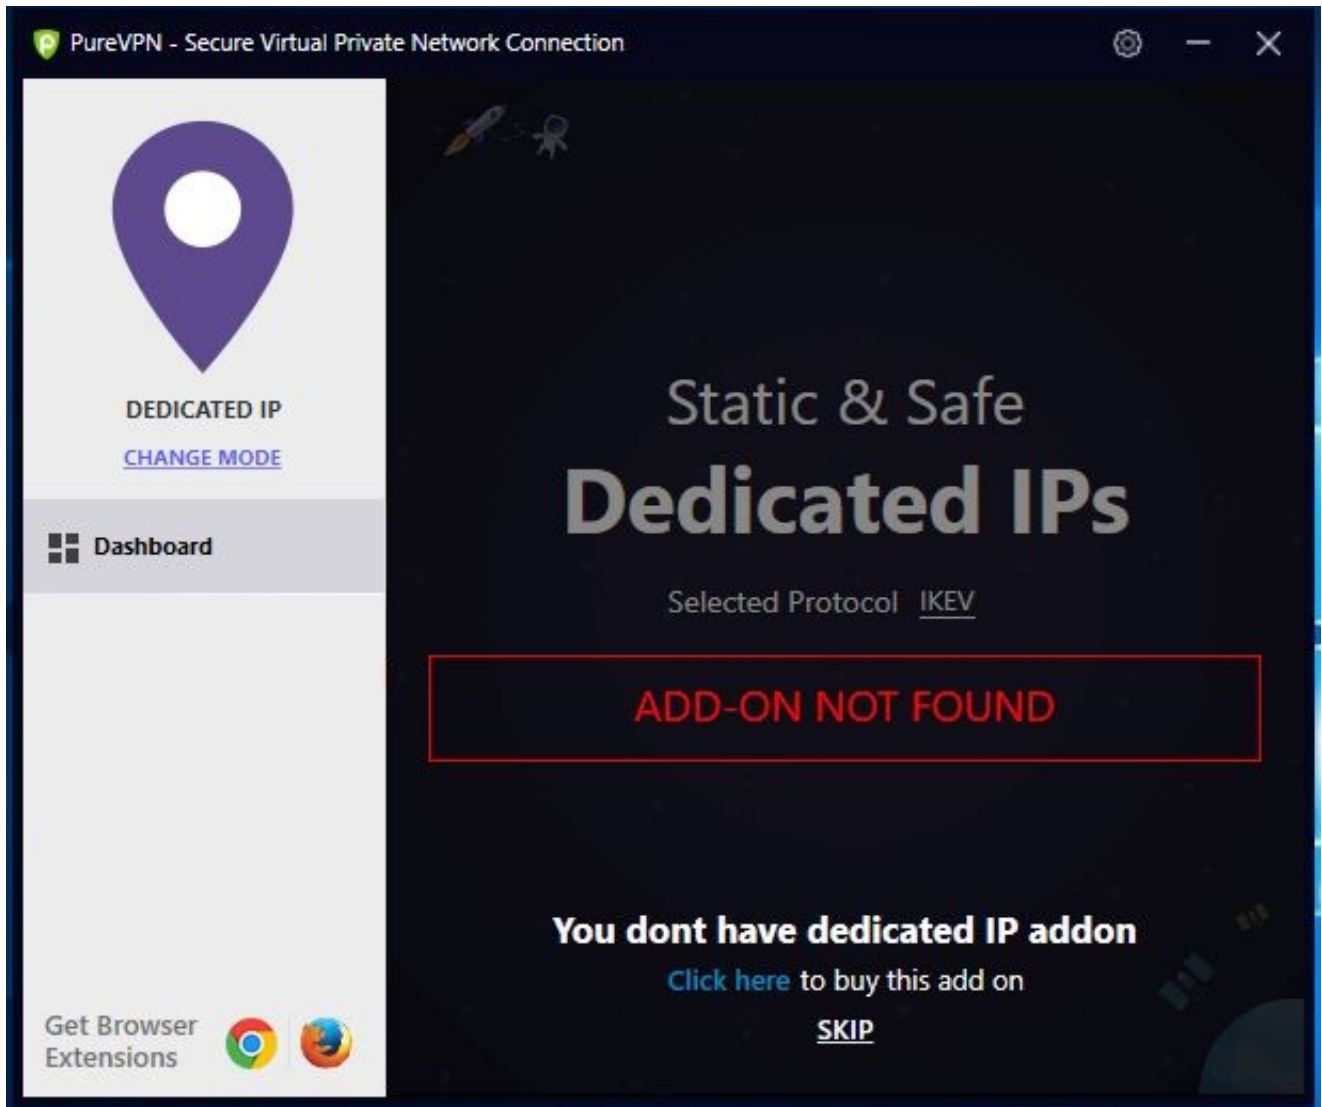 PureVPN - Secure Virtual Private Network Connection
DEDICATED IP
CHANGE MODE
Dashboard
Get Browser
Extensions
Static & Safe
Dedicated IPs
Selected Protocol IKEV
ADD-ON NOT FOUND
You dont have dedicated IP addon
Click here to buy this add on
SKIP